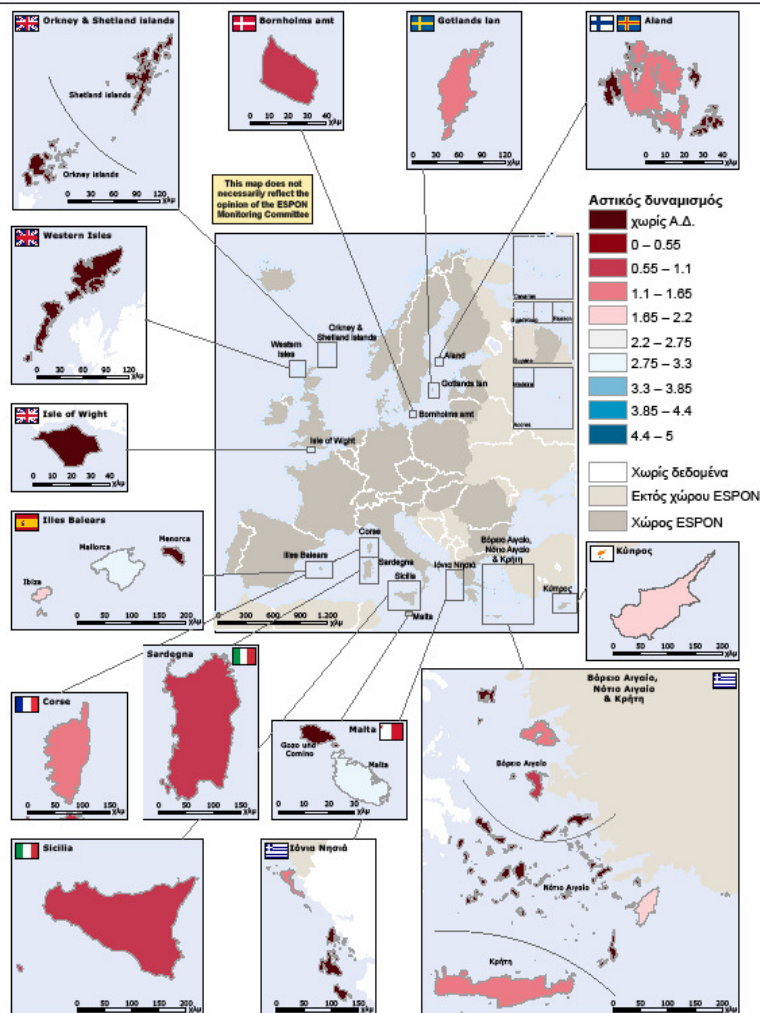 Orkney & Shetland islands
Shetland islands
Orkney islands
0 30 60 90 120
χλμ
Bornholms amt
0 10 20 30 40
χλμ
Gotlands lan
0 30 60 90 120
χλμ
Aland
0 10 20 30 40
χλμ
This map does not
necessarily reflect the
opinion of the ESPON
Monitoring Committee
Αστικός δυναμισμός
χωρίς Α.Δ.
0 – 0.55
0.55 – 1.1
1.1 – 1.65
1.65 – 2.2
2.2 – 2.75
2.75 – 3.3
3.3 – 3.85
3.85 – 4.4
4.4 – 5
Χωρίς δεδομένα
Εκτός χώρου ESPON
Χώρος ESPON
Western Isles
0 30 60 90 120
χλμ
Isle of Wight
0 10 20 30 40
χλμ
Illes Balears
Mallorca
Menorca
Ibiza
0 50 100 150 200
χλμ
Orkney &
Shetland islands
Western
Isles
Aland
Gotlands lan
Bornholms amt
Isle of Wight
Corse
Illes Balears
Sardegna
Sicilia
Malta
Ιόνια Νησιά
Βόρειο Αιγαίο,
Νότιο Αιγαίο
& Κρήτη
Κύπρος
0 300 600 900 1.200
χλμ
Canarias
Guyane
Madeira
Acores
Κύπρος
0 50 100 150 200
χλμ
Corse
0 50 100 150 200
χλμ
Sardegna
0 50 100 150
χλμ
Malta
Gozo und
Comino
Malta
0 10 20 30
χλμ
Βόρειο Αιγαίο,
Νότιο Αιγαίο
& Κρήτη
Βόρειο Αιγαίο
Νότιο Αιγαίο
Κρήτη
0 50 100 150 200
χλμ
Sicilia
0 50 100 150 200
χλμ
Ιόνια Νησιά
0 50 100 150
χλμ